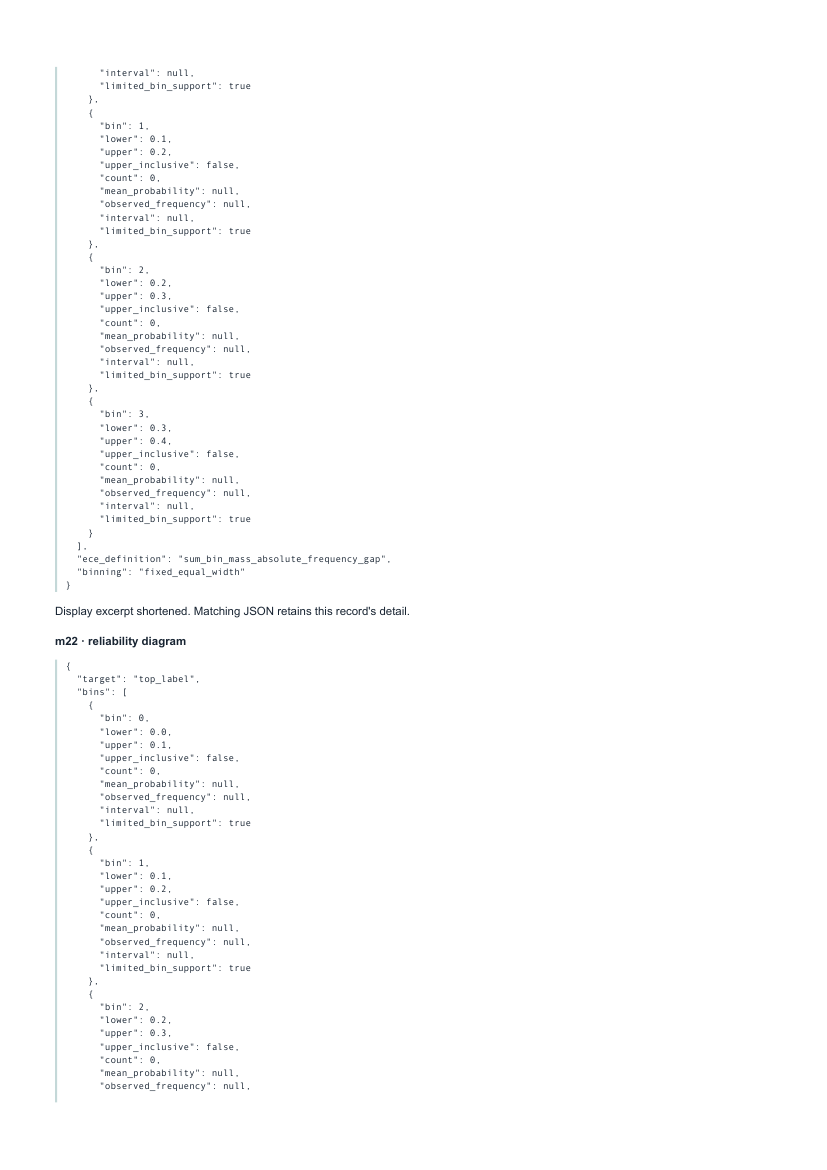 "interval": null,
"limited_bin_support": true
},
{
"bin": 1,
"lower": 0.1,
"upper": 0.2,
"upper_inclusive": false,
"count": 0,
"mean_probability": null,
"observed_frequency": null,
"interval": null,
"limited_bin_support": true
},
{
"bin": 2,
"lower": 0.2,
"upper": 0.3,
"upper_inclusive": false,
"count": 0,
"mean_probability": null,
"observed_frequency": null,
"interval": null,
"limited_bin_support": true
},
{
"bin": 3,
"lower": 0.3,
"upper": 0.4,
"upper_inclusive": false,
"count": 0,
"mean_probability": null,
"observed_frequency": null,
"interval": null,
"limited_bin_support": true
}
],
"ece_definition": "sum_bin_mass_absolute_frequency_gap",
"binning": "fixed_equal_width"
}
Display excerpt shortened. Matching JSON retains this record's detail.
m22 · reliability diagram
{
"target": "top_label",
"bins": [
{
"bin": 0,
"lower": 0.0,
"upper": 0.1,
"upper_inclusive": false,
"count": 0,
"mean_probability": null,
"observed_frequency": null,
"interval": null,
"limited_bin_support": true
},
{
"bin": 1,
"lower": 0.1,
"upper": 0.2,
"upper_inclusive": false,
"count": 0,
"mean_probability": null,
"observed_frequency": null,
"interval": null,
"limited_bin_support": true
},
{
"bin": 2,
"lower": 0.2,
"upper": 0.3,
"upper_inclusive": false,
"count": 0,
"mean_probability": null,
"observed_frequency": null,